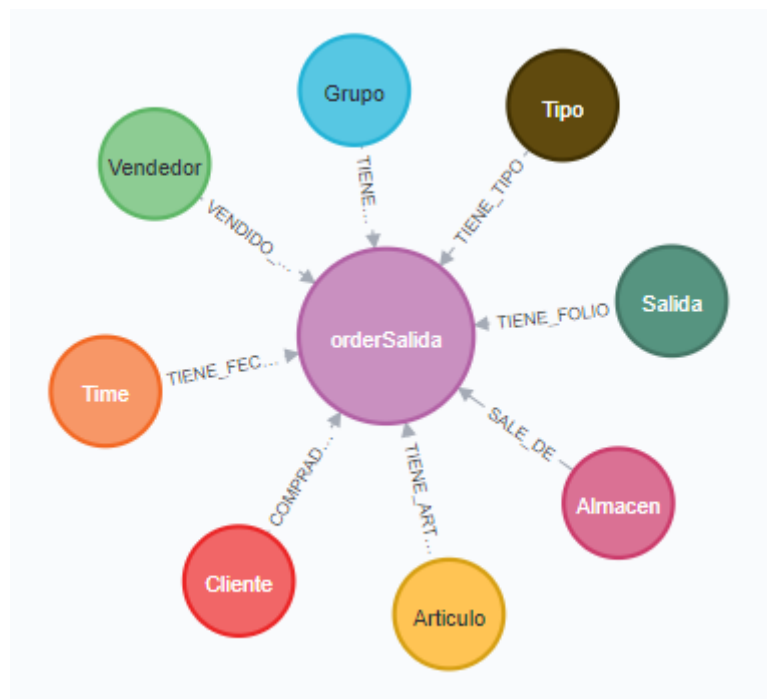 Grupo
Tipo
Vendedor
TIENE...
TIENE_TIPO
VENDIDO_...
Salida
TIENE_FOLIO
orderSalida
TIENE_FEC...
Time
SALE_DE
COMPRAD...
TIENE_ART...
Almacen
Cliente
Articulo